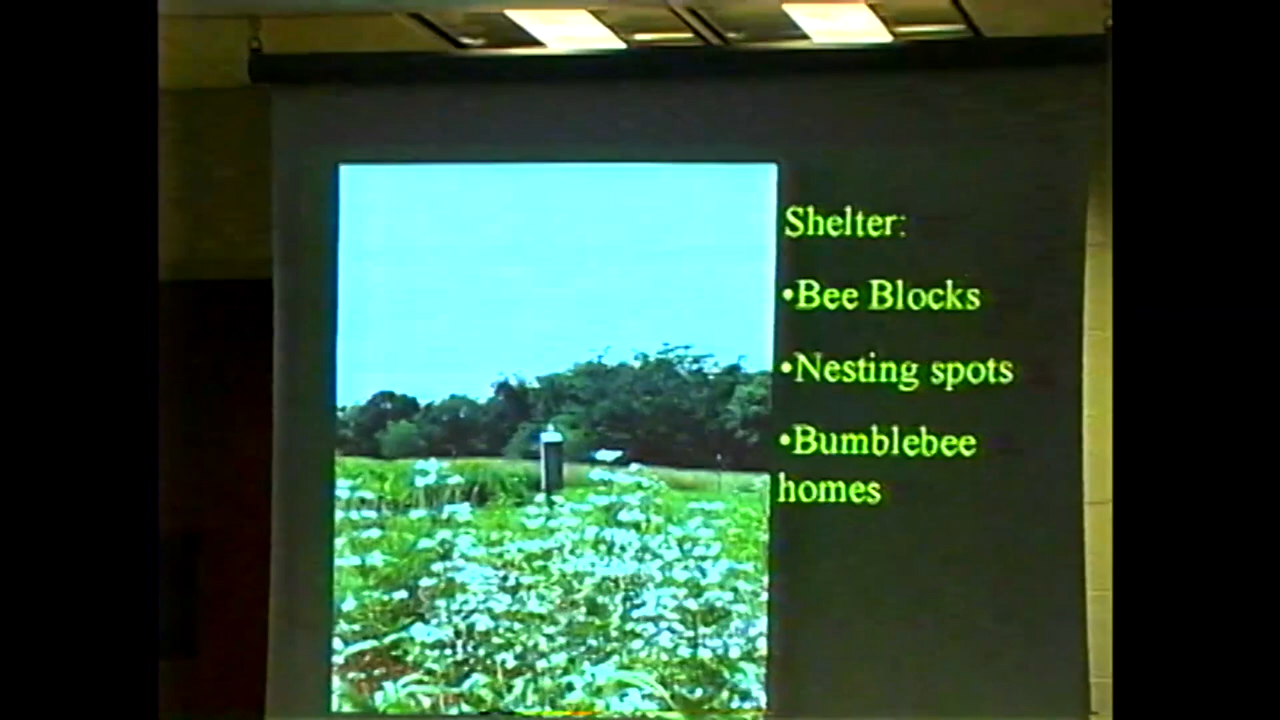 Shelter:
•Bee Blocks
•Nesting spots
•Bumblebee
homes